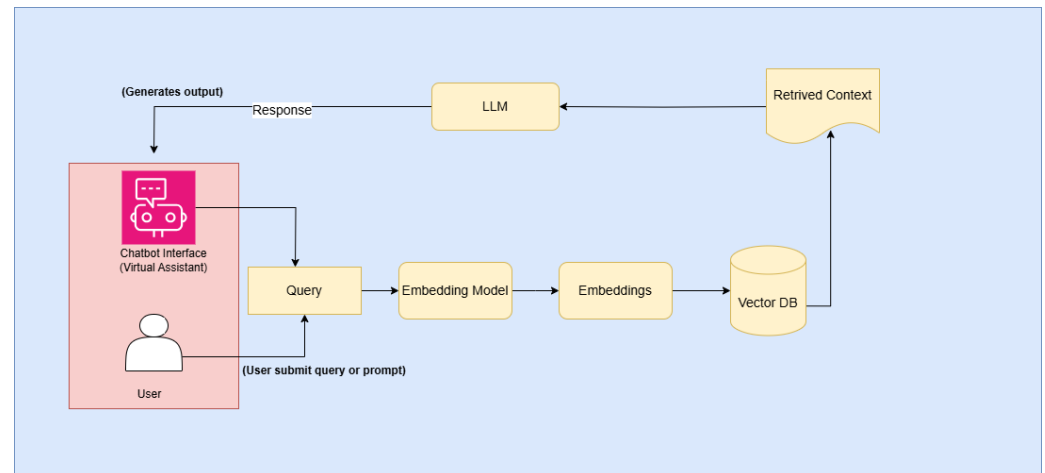 (Generates output)
Response
LLM
Retrived Context
Chatbot Interface
(Virtual Assistant)
Query
Embedding Model
Embeddings
Vector DB
(User submit query or prompt)
User